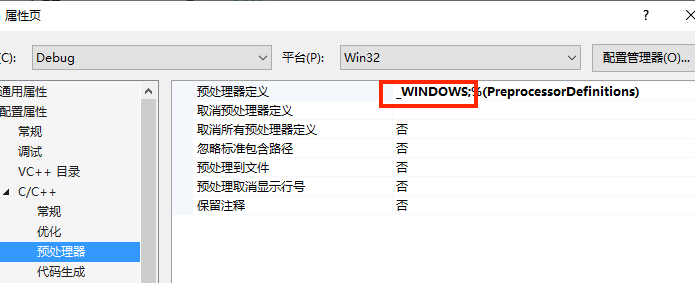 属性页
?
(C):
Debug
平台(P):
Win32
配置管理器(O)...
通用属性
配置属性
常规
调试
VC++ 目录
C/C++
常规
优化
预处理器
代码生成
预处理器定义 _WINDOWS;%(PreprocessorDefinitions)
取消预处理器定义
取消所有预处理器定义 否
忽略标准包含路径 否
预处理到文件 否
预处理取消显示行号 否
保留注释 否